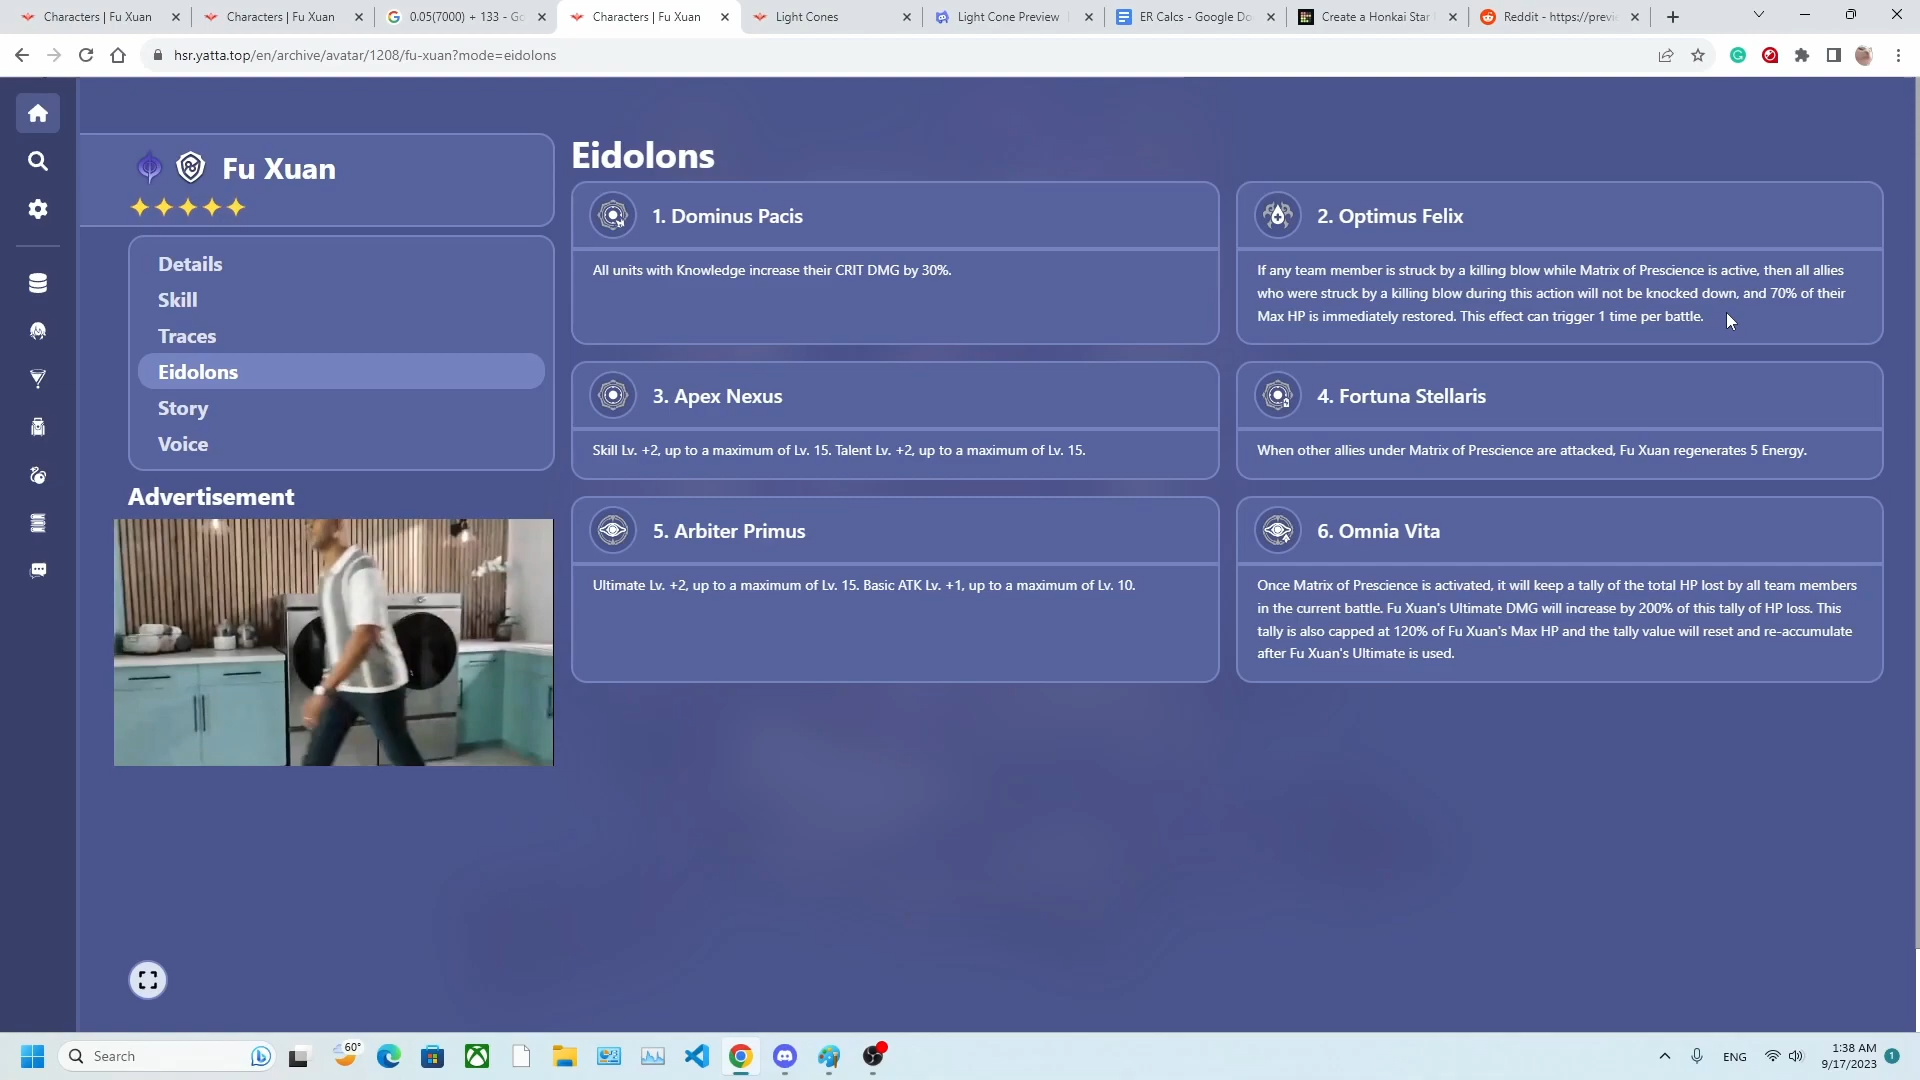 Characters | Fu Xuan
Characters | Fu Xuan
0.05(7000) + 133 - Go
Characters | Fu Xuan
Light Cones
Light Cone Preview
ER Calcs - Google Do
Create a Honkai Star
Reddit - https://previ
hsr.yatta.top/en/archive/avatar/1208/fu-xuan?mode=eidolons
Fu Xuan
Details
Skill
Traces
Eidolons
Story
Voice
Advertisement
Eidolons
1. Dominus Pacis
All units with Knowledge increase their CRIT DMG by 30%.
2. Optimus Felix
If any team member is struck by a killing blow while Matrix of Prescience is active, then all allies
who were struck by a killing blow during this action will not be knocked down, and 70% of their
Max HP is immediately restored. This effect can trigger 1 time per battle.
3. Apex Nexus
Skill Lv. +2, up to a maximum of Lv. 15. Talent Lv. +2, up to a maximum of Lv. 15.
4. Fortuna Stellaris
When other allies under Matrix of Prescience are attacked, Fu Xuan regenerates 5 Energy.
5. Arbiter Primus
Ultimate Lv. +2, up to a maximum of Lv. 15. Basic ATK Lv. +1, up to a maximum of Lv. 10.
6. Omnia Vita
Once Matrix of Prescience is activated, it will keep a tally of the total HP lost by all team members
in the current battle. Fu Xuan's Ultimate DMG will increase by 200% of this tally of HP loss. This
tally is also capped at 120% of Fu Xuan's Max HP and the tally value will reset and re-accumulate
after Fu Xuan's Ultimate is used.
Search
60°
ENG
1:38 AM
9/17/2023
1